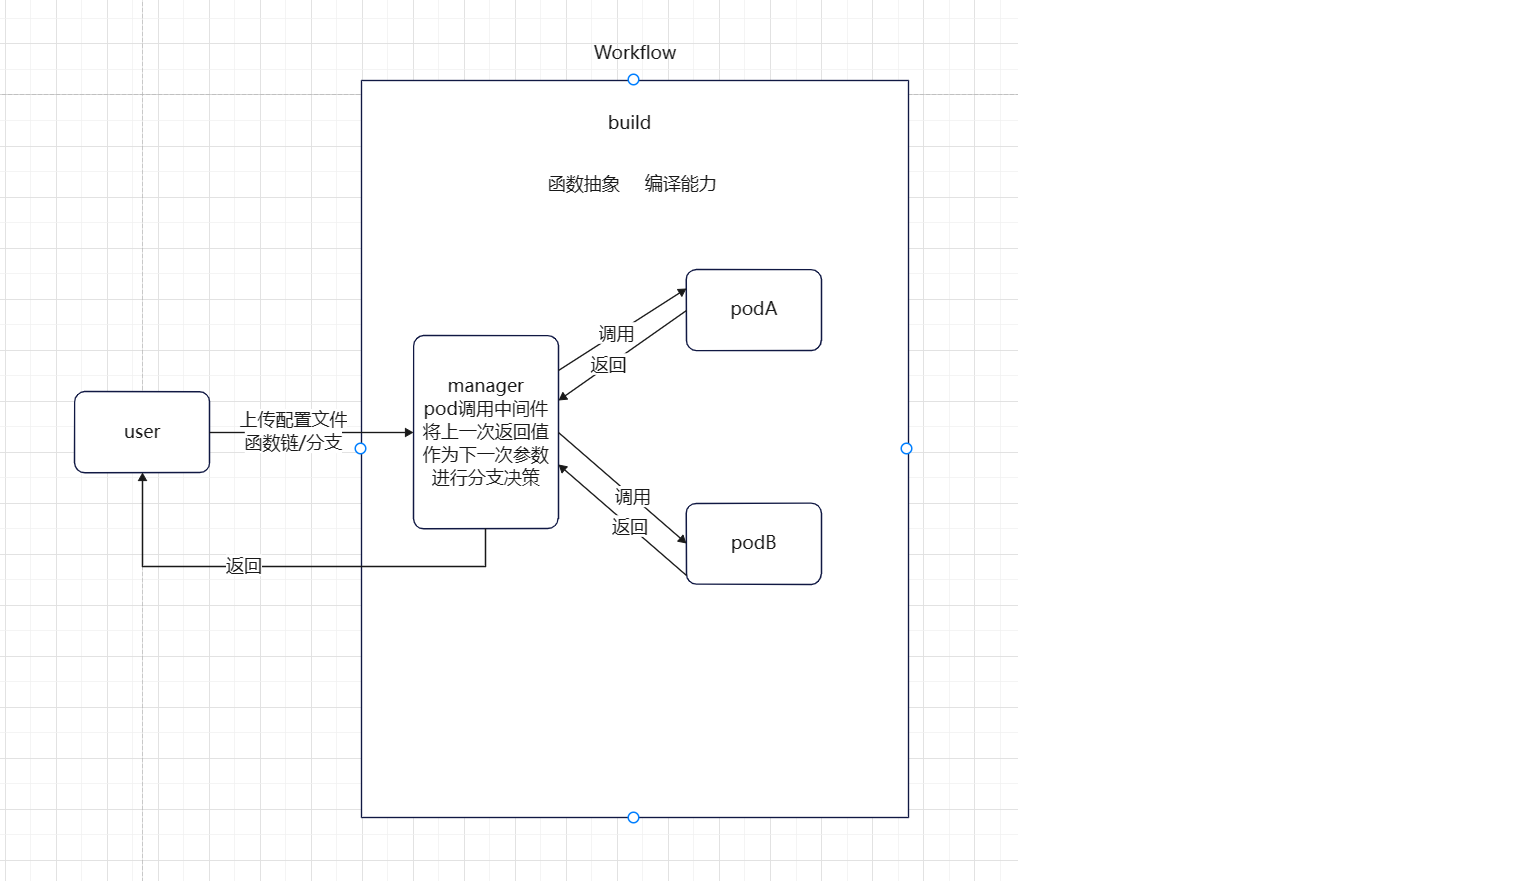 Workflow
build
函数抽象 编译能力
podA
调用
返回
manager
pod调用中间件
将上一次返回值
作为下一次参数
进行分支决策
user
上传配置文件
函数链/分支
调用
返回
podB
返回